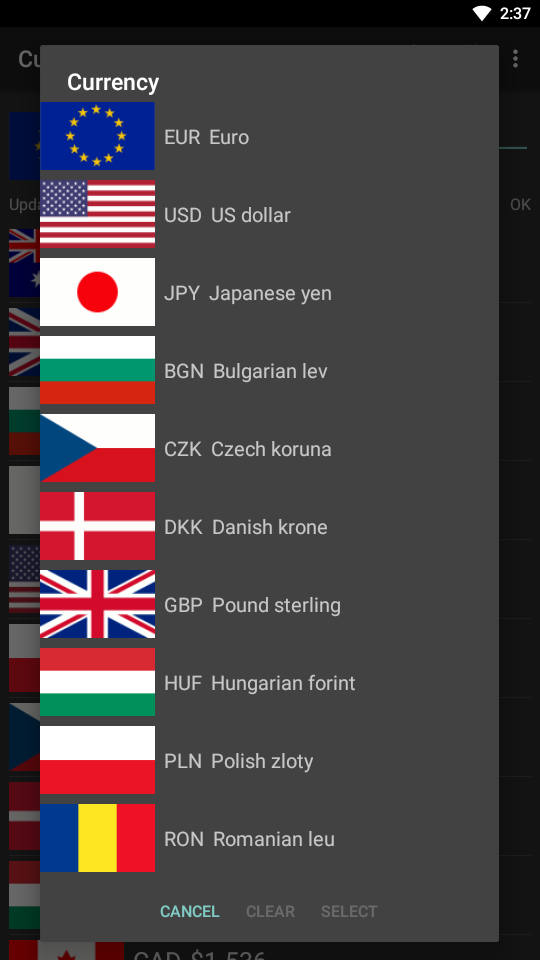 2:37
Cu
Currency
EUR Euro
Upda
OK
USD US dollar
JPY Japanese yen
BGN Bulgarian lev
CZK Czech koruna
DKK Danish krone
GBP Pound sterling
HUF Hungarian forint
PLN Polish zloty
RON Romanian leu
CANCEL CLEAR SELECT
CAD $1.526